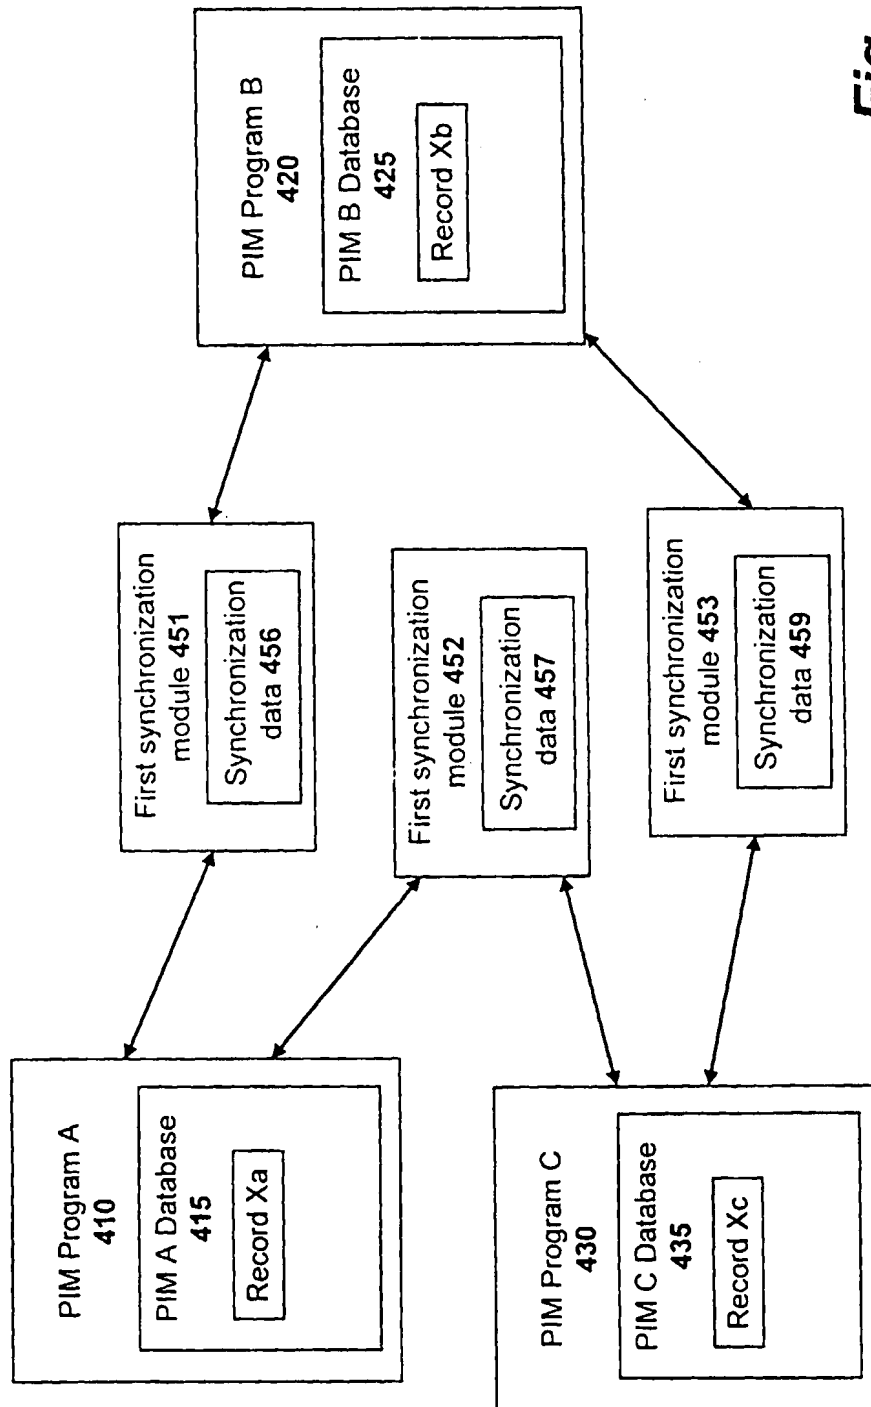 PIM Program A
410
PIM A Database
415
Record Xa
PIM Program C
430
PIM C Database
435
Record Xc
First synchronization
module 451
Synchronization
data 456
First synchronization
module 452
Synchronization
data 457
First synchronization
module 453
Synchronization
data 459
PIM Program B
420
PIM B Database
425
Record Xb
Fig